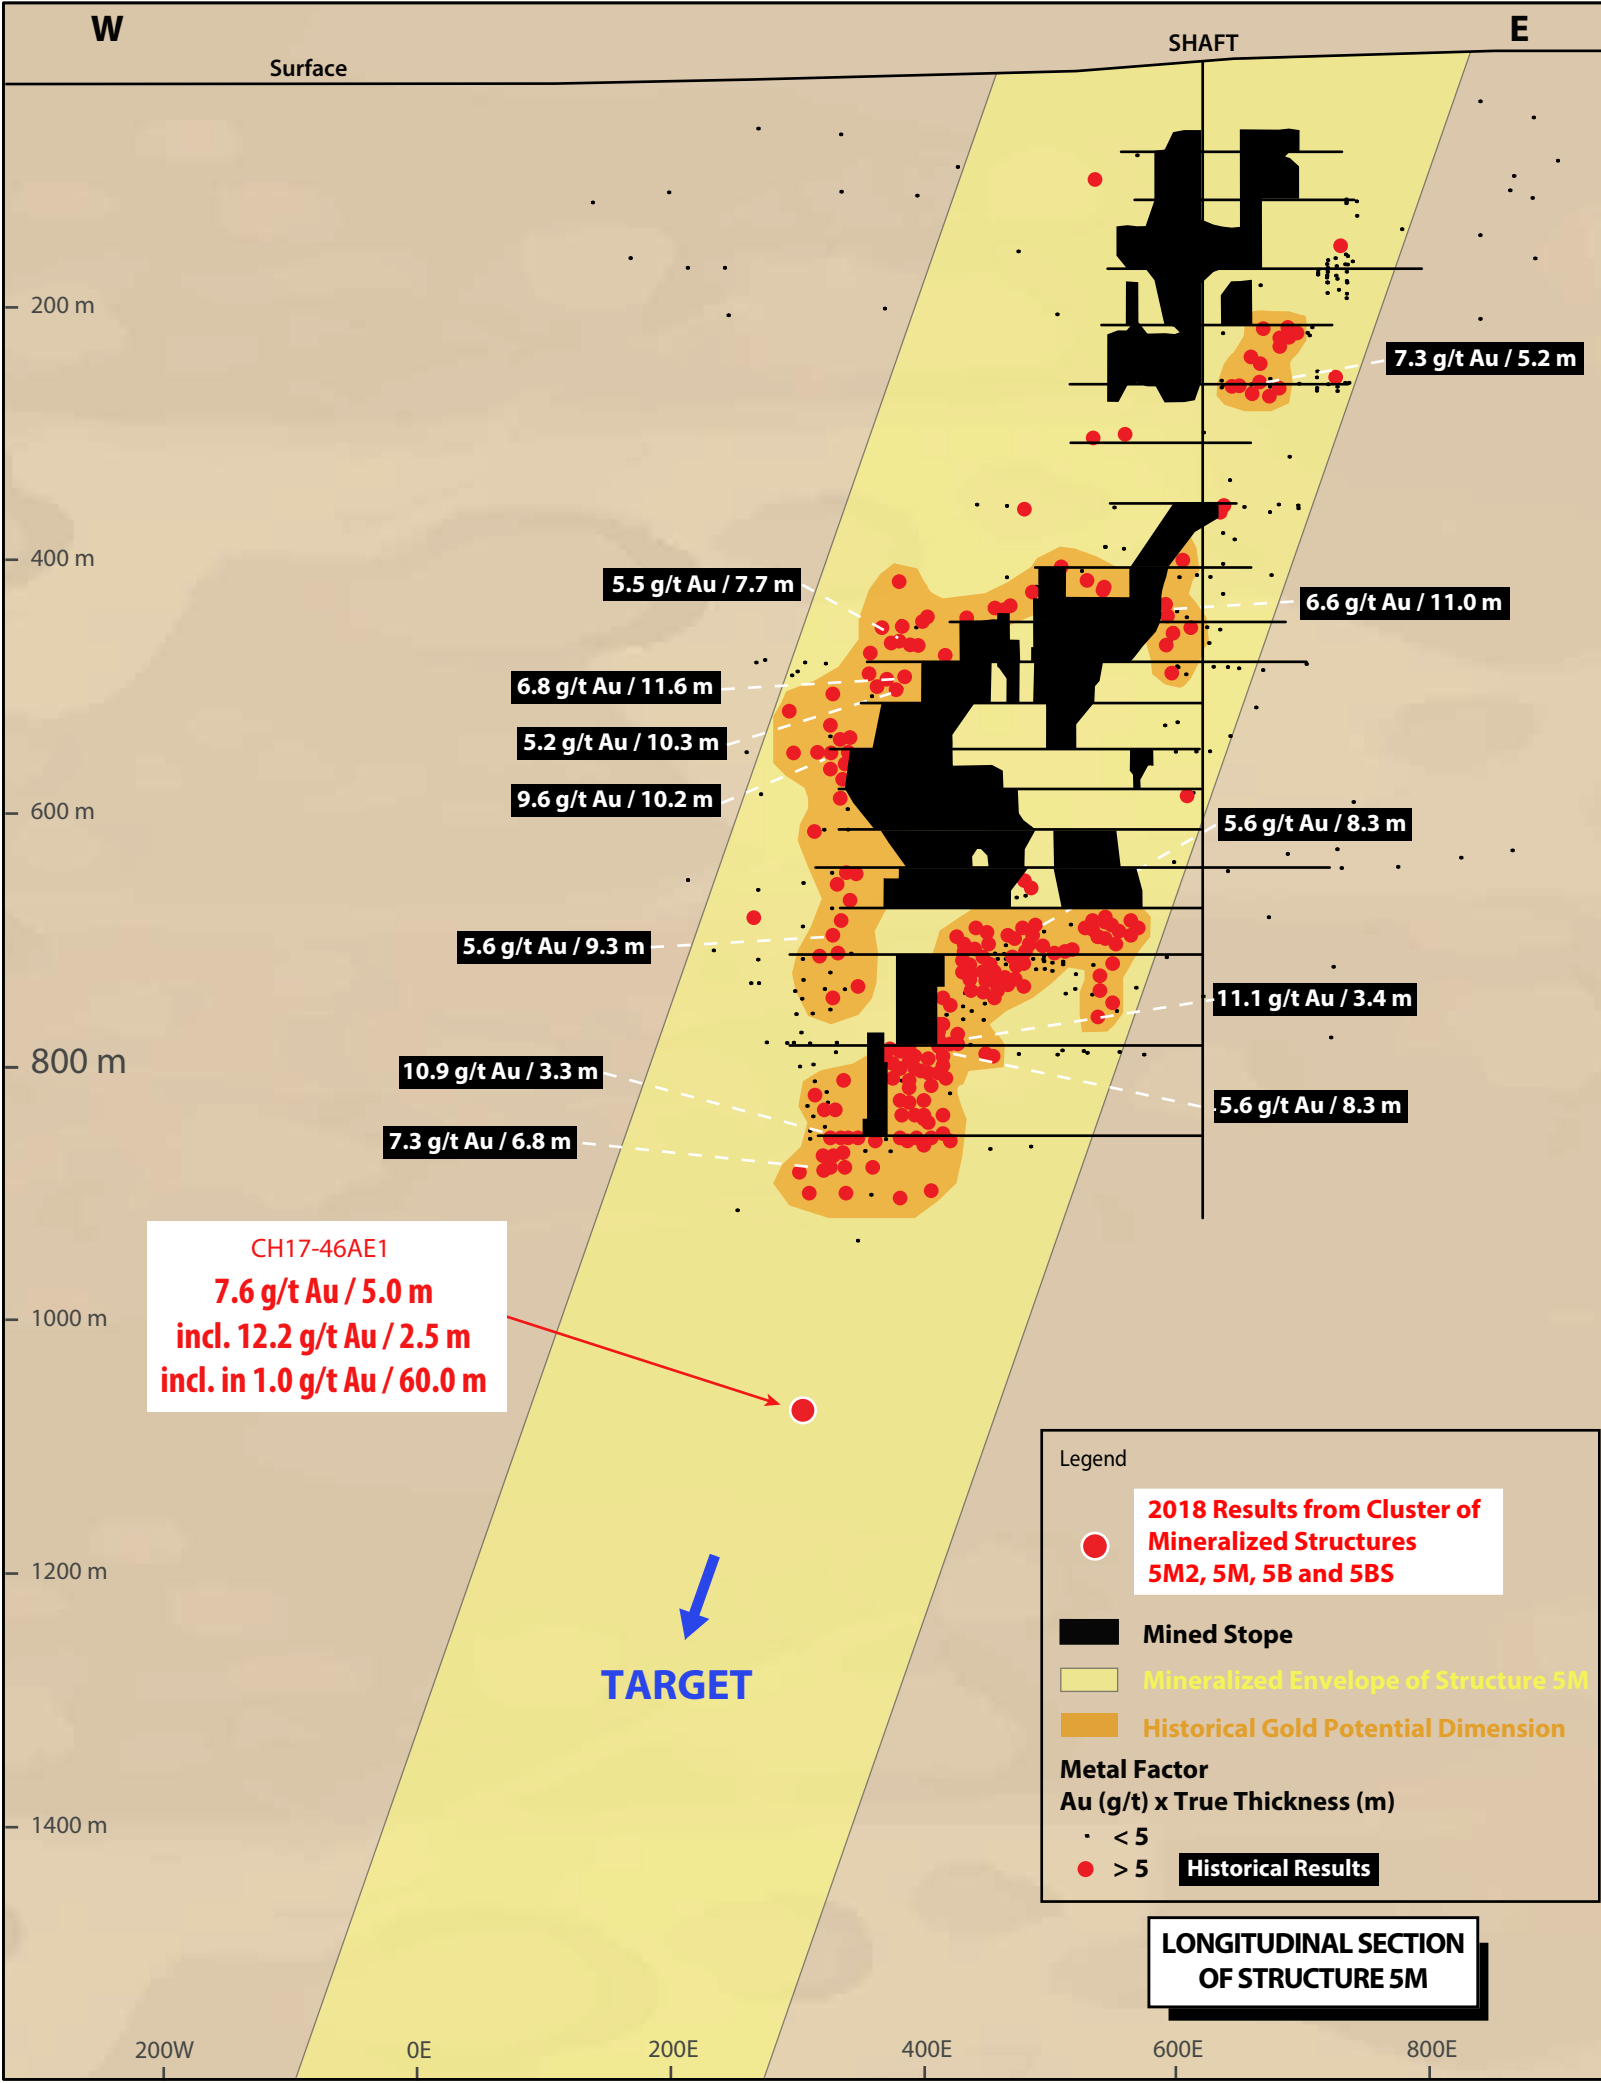 W
E
SHAFT
Surface
200 m
7.3 g/t Au / 5.2 m
400 m
5.5 g/t Au / 7.7 m
6.6 g/t Au / 11.0 m
6.8 g/t Au / 11.6 m
5.2 g/t Au / 10.3 m
9.6 g/t Au / 10.2 m
600 m
5.6 g/t Au / 8.3 m
5.6 g/t Au / 9.3 m
11.1 g/t Au / 3.4 m
800 m
10.9 g/t Au / 3.3 m
5.6 g/t Au / 8.3 m
7.3 g/t Au / 6.8 m
CH17-46AE1
7.6 g/t Au / 5.0 m
incl. 12.2 g/t Au / 2.5 m
incl. in 1.0 g/t Au / 60.0 m
1000 m
1200 m
TARGET
1400 m
Legend
2018 Results from Cluster of
Mineralized Structures
5M2, 5M, 5B and 5BS
Mined Stope
Mineralized Envelope of Structure 5M
Historical Gold Potential Dimension
Metal Factor
Au (g/t) x True Thickness (m)
< 5
> 5 Historical Results
LONGITUDINAL SECTION
OF STRUCTURE 5M
200W 0E 200E 400E 600E 800E